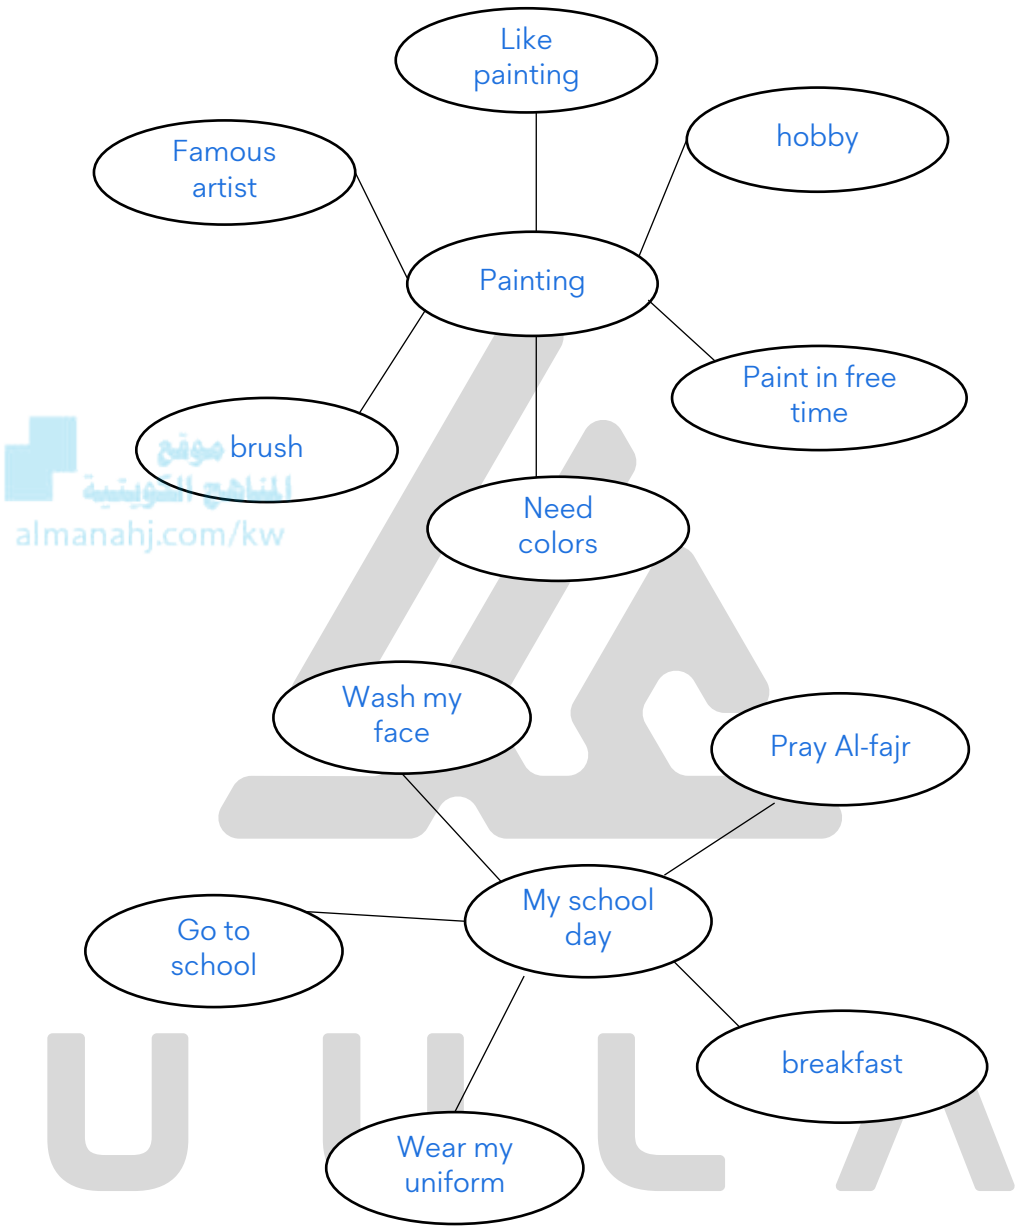 Like
painting
hobby
Famous
artist
Painting
Paint in free
time
brush
موقع
المناهج الكويتية
almanahj.com/kw
Need
colors
Wash my
face
Pray Al-fajr
My school
day
Go to
school
breakfast
Wear my
uniform
U U L A